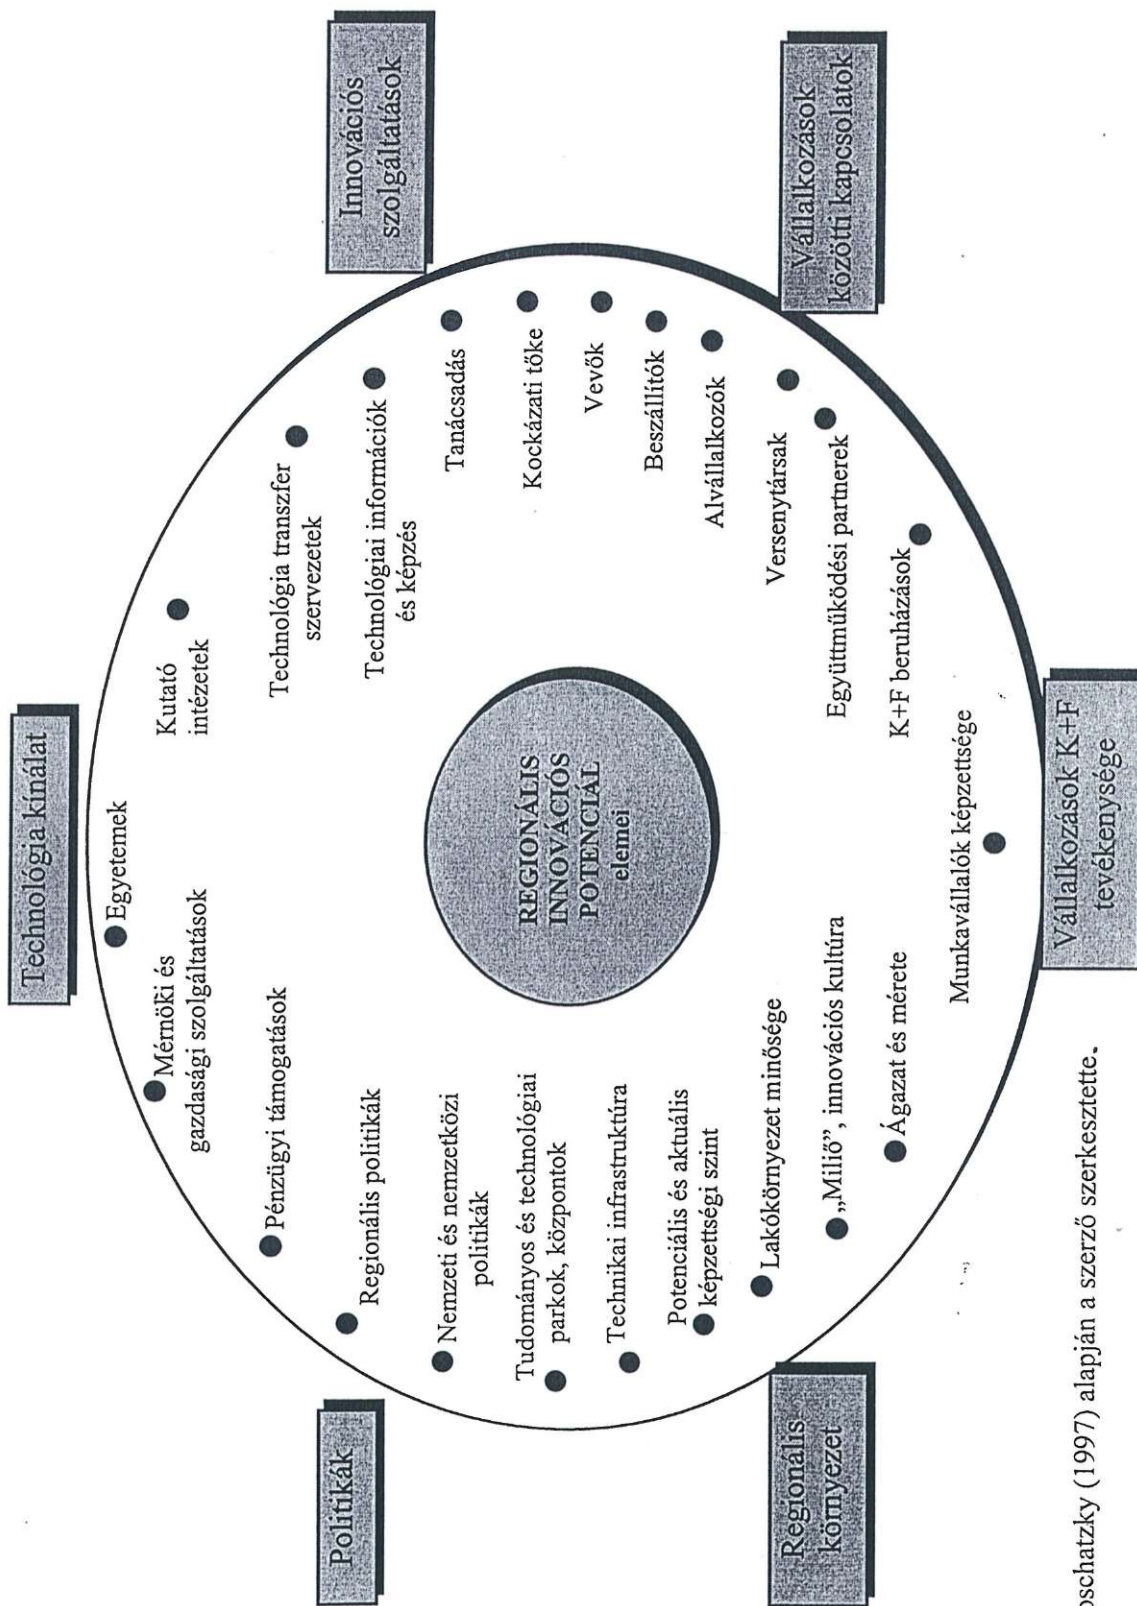 Technológia kínálat
Innovációs
szolgáltatások
Vállalkozások
közötti kapcsolatok
Vállalkozások K+F
tevékenysége
Regionális
környezet
Politikák
REGIONÁLIS
INNOVÁCIÓS
POTENCIÁL
elemei
Egyetemek
Kutató
intézetek
Technológia transzfer
szervezetek
Technológiai információk
és képzés
Tanácsadás
Kockázati tőke
Vevők
Beszállítók
Alvállalkozók
Versenytársak
Együttműködési partnerek
K+F beruházások
Munkavállalók képzettsége
Ágazat és mérete
„Miliő”, innovációs kultúra
Lakókörnyezet minősége
Potenciális és aktuális
képzettségi szint
Technikai infrastruktúra
Tudományos és technológiai
parkok, központok
Nemzeti és nemzetközi
politikák
Regionális politikák
Pénzügyi támogatások
Mérnöki és
gazdasági szolgáltatások
oschatzky (1997) alapján a szerző szerkesztette.